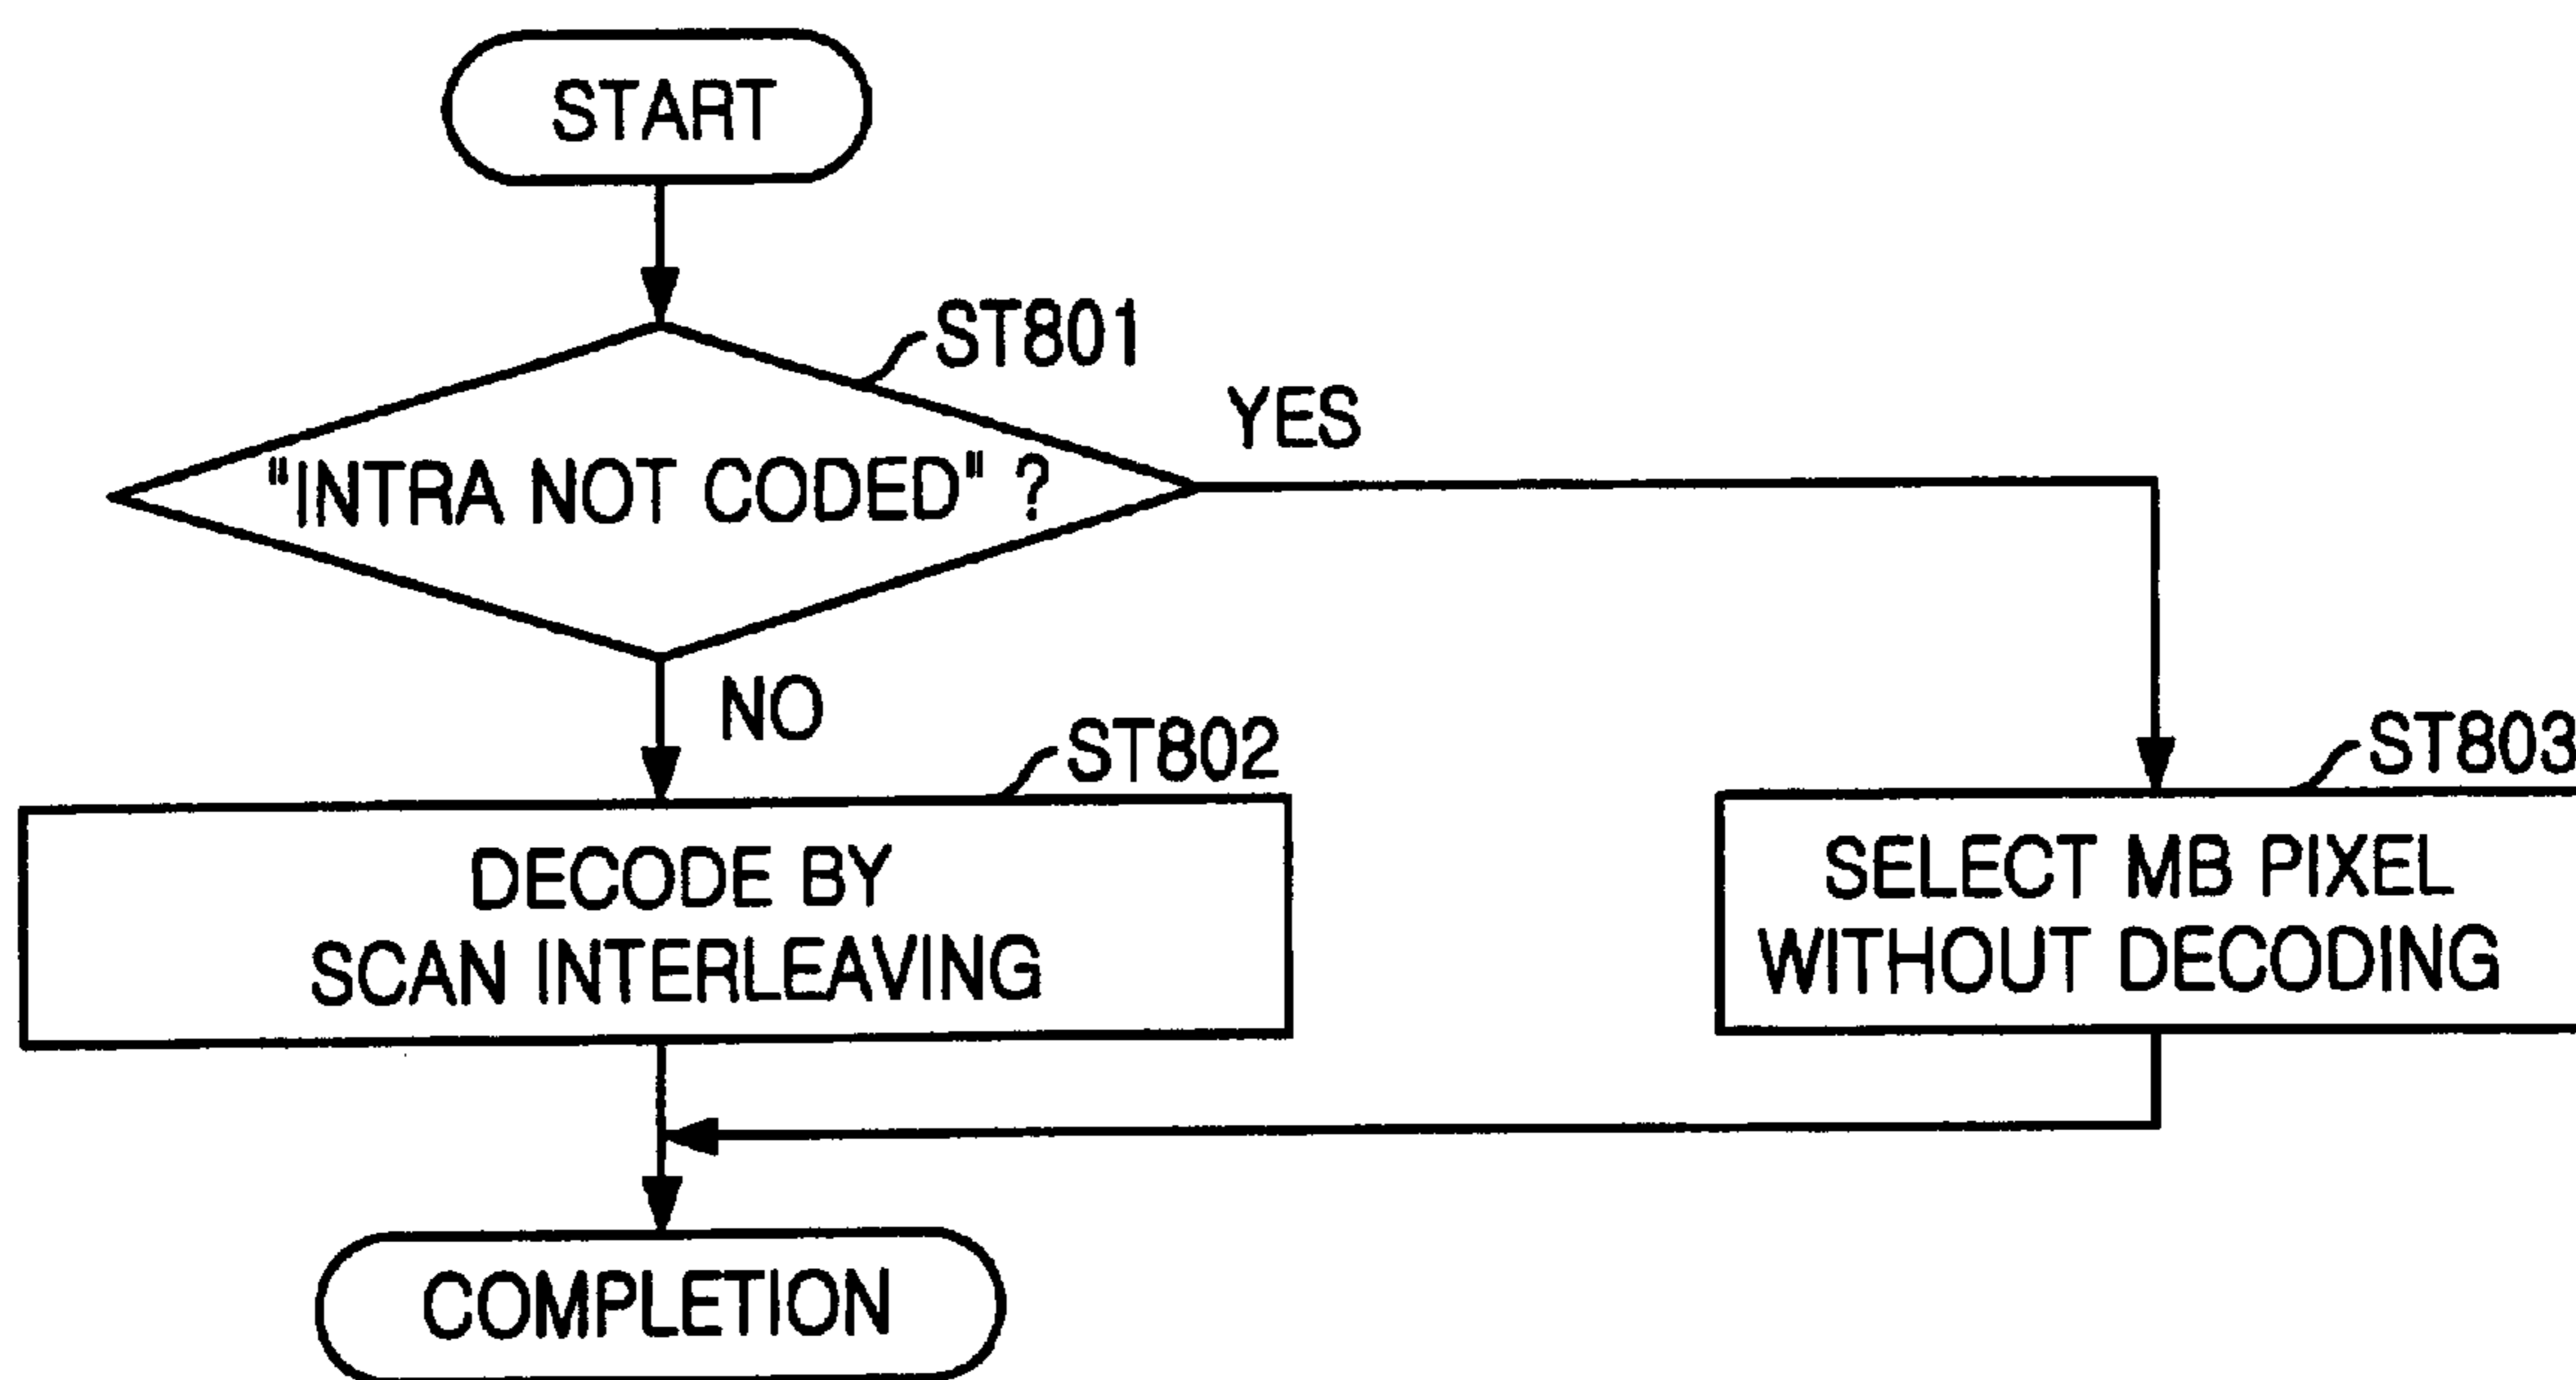 START
ST801
"INTRA NOT CODED" ?
YES
NO
ST802
ST803
DECODE BY
SCAN INTERLEAVING
SELECT MB PIXEL
WITHOUT DECODING
COMPLETION